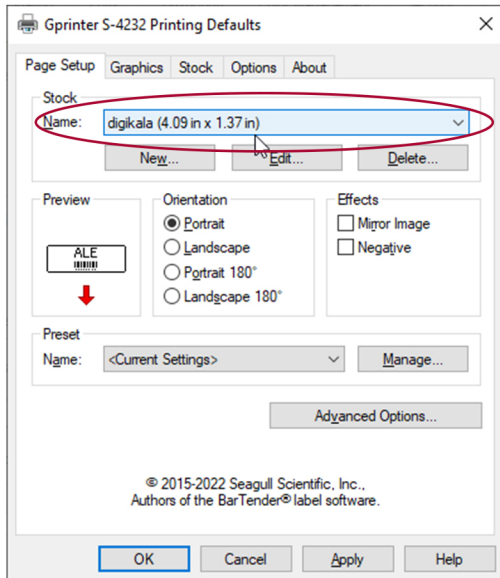 Gprinter S-4232 Printing Defaults
Page Setup Graphics Stock Options About
Stock
Name: digikala (4.09 in x 1.37 in)
New... Edit... Delete...
Preview Orientation Effects
ALE
Portrait
Landscape
Portrait 180°
Landscape 180°
Mirror Image
Negative
Preset
Name: <Current Settings> Manage...
Advanced Options...
© 2015-2022 Seagull Scientific, Inc.,
Authors of the BarTender® label software.
OK Cancel Apply Help